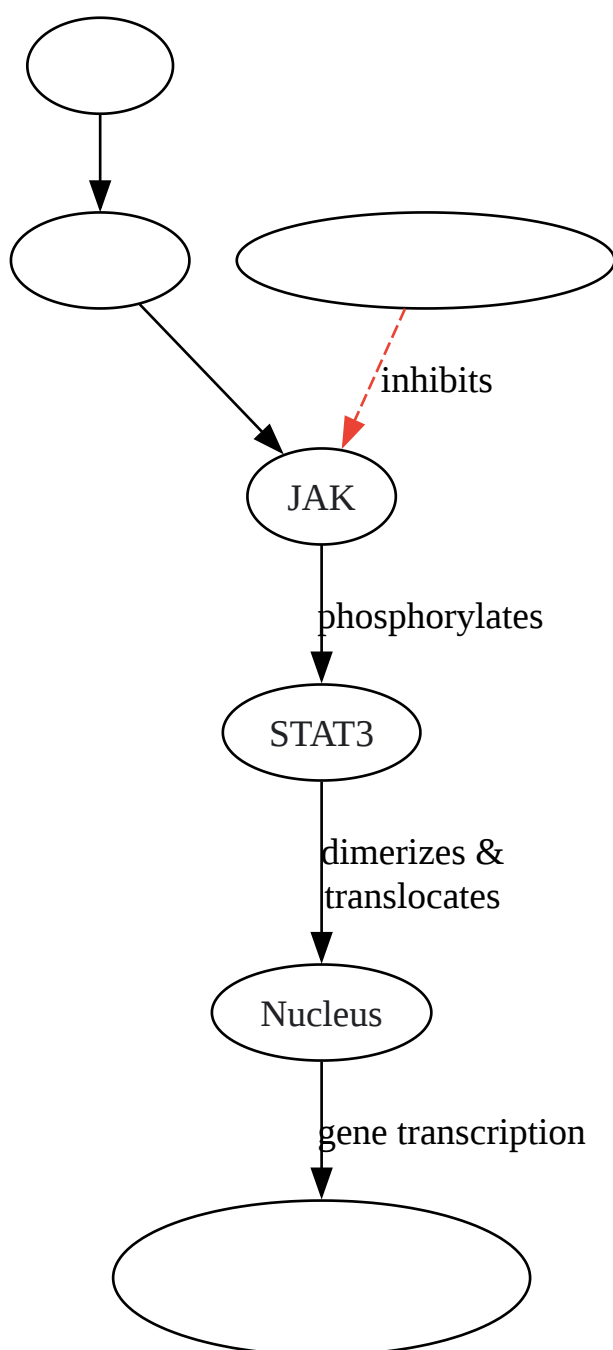 inhibits
JAK
phosphorylates
STAT3
dimerizes &
translocates
Nucleus
gene transcription